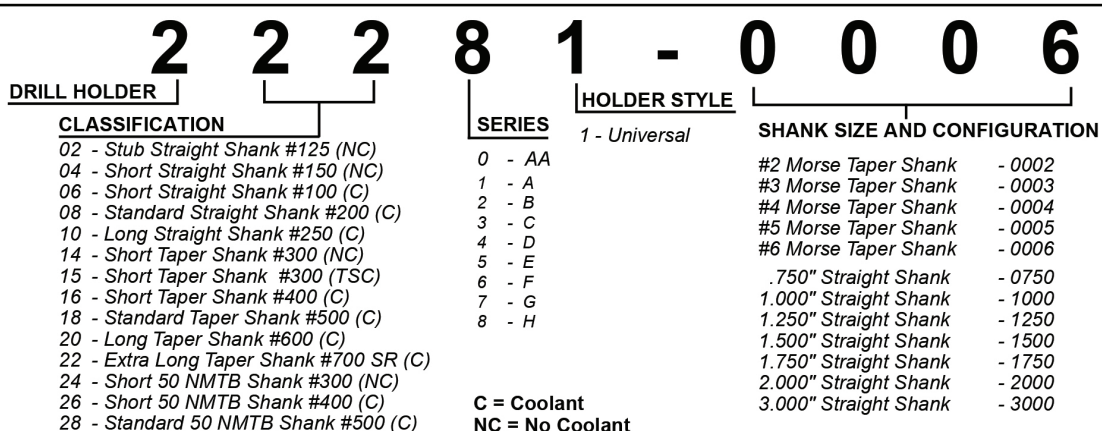 2 2 2 8 1 - 0 0 0 6
DRILL HOLDER
CLASSIFICATION
02 - Stub Straight Shank #125 (NC)
04 - Short Straight Shank #150 (NC)
06 - Short Straight Shank #100 (C)
08 - Standard Straight Shank #200 (C)
10 - Long Straight Shank #250 (C)
14 - Short Taper Shank #300 (NC)
15 - Short Taper Shank #300 (TSC)
16 - Short Taper Shank #400 (C)
18 - Standard Taper Shank #500 (C)
20 - Long Taper Shank #600 (C)
22 - Extra Long Taper Shank #700 SR (C)
24 - Short 50 NMTB Shank #300 (NC)
26 - Short 50 NMTB Shank #400 (C)
28 - Standard 50 NMTB Shank #500 (C)
SERIES
0 - AA
1 - A
2 - B
3 - C
4 - D
5 - E
6 - F
7 - G
8 - H
C = Coolant
NC = No Coolant
HOLDER STYLE
1 - Universal
SHANK SIZE AND CONFIGURATION
#2 Morse Taper Shank - 0002
#3 Morse Taper Shank - 0003
#4 Morse Taper Shank - 0004
#5 Morse Taper Shank - 0005
#6 Morse Taper Shank - 0006
.750" Straight Shank - 0750
1.000" Straight Shank - 1000
1.250" Straight Shank - 1250
1.500" Straight Shank - 1500
1.750" Straight Shank - 1750
2.000" Straight Shank - 2000
3.000" Straight Shank - 3000